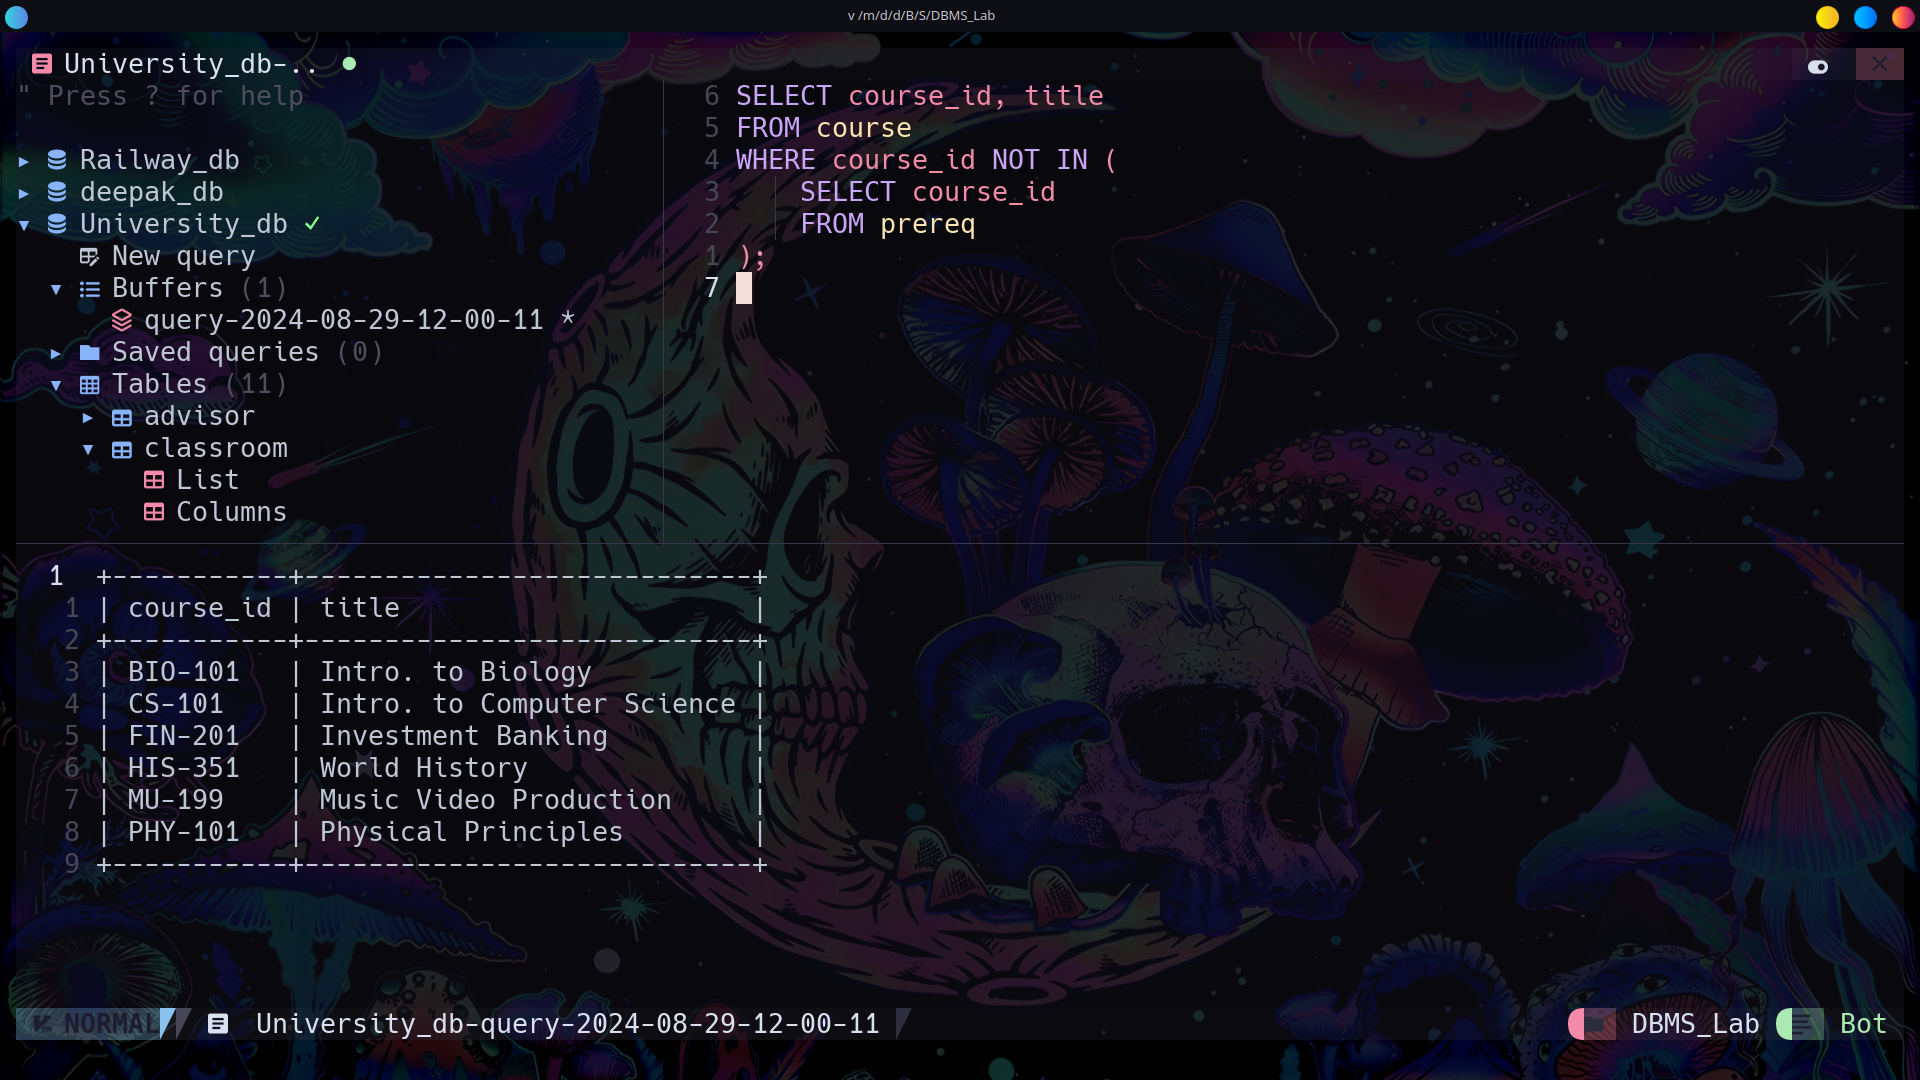 v /m/d/d/B/S/DBMS_Lab
University_db-..
" Press ? for help
Railway_db
deepak_db
University_db ✓
New query
Buffers (1)
query-2024-08-29-12-00-11 *
Saved queries (0)
Tables (11)
advisor
classroom
List
Columns
6 SELECT course_id, title
5 FROM course
4 WHERE course_id NOT IN (
3     SELECT course_id
2     FROM prereq
1 );
7
1 +-----------+---------------------------+
1 | course_id | title                     |
2 +-----------+---------------------------+
3 | BIO-101   | Intro. to Biology         |
4 | CS-101    | Intro. to Computer Science |
5 | FIN-201   | Investment Banking        |
6 | HIS-351   | World History             |
7 | MU-199    | Music Video Production    |
8 | PHY-101   | Physical Principles       |
9 +-----------+---------------------------+
NORMAL University_db-query-2024-08-29-12-00-11 DBMS_Lab Bot